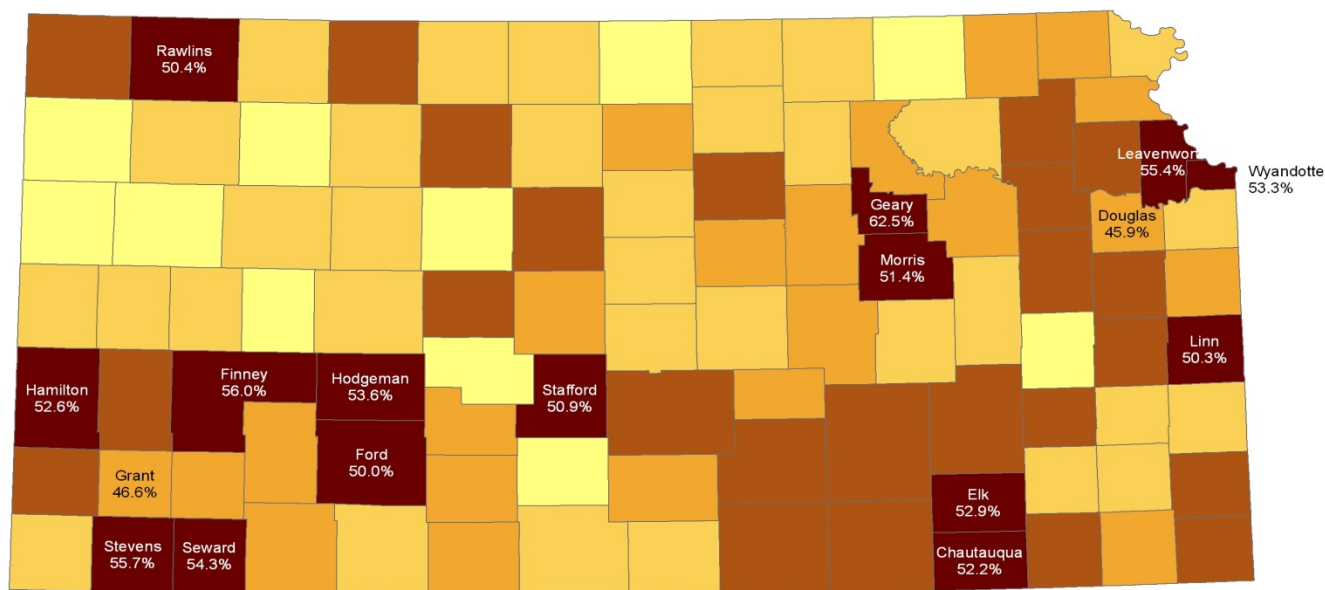 Rawlins
50.4%
Leavenwor
55.4%
Wyandotte
53.3%
Geary
62.5%
Douglas
45.9%
Morris
51.4%
Linn
50.3%
Hamilton
52.6%
Finney
56.0%
Hodgeman
53.6%
Stafford
50.9%
Ford
50.0%
Grant
46.6%
Elk
52.9%
Stevens
55.7%
Seward
54.3%
Chautauqua
52.2%